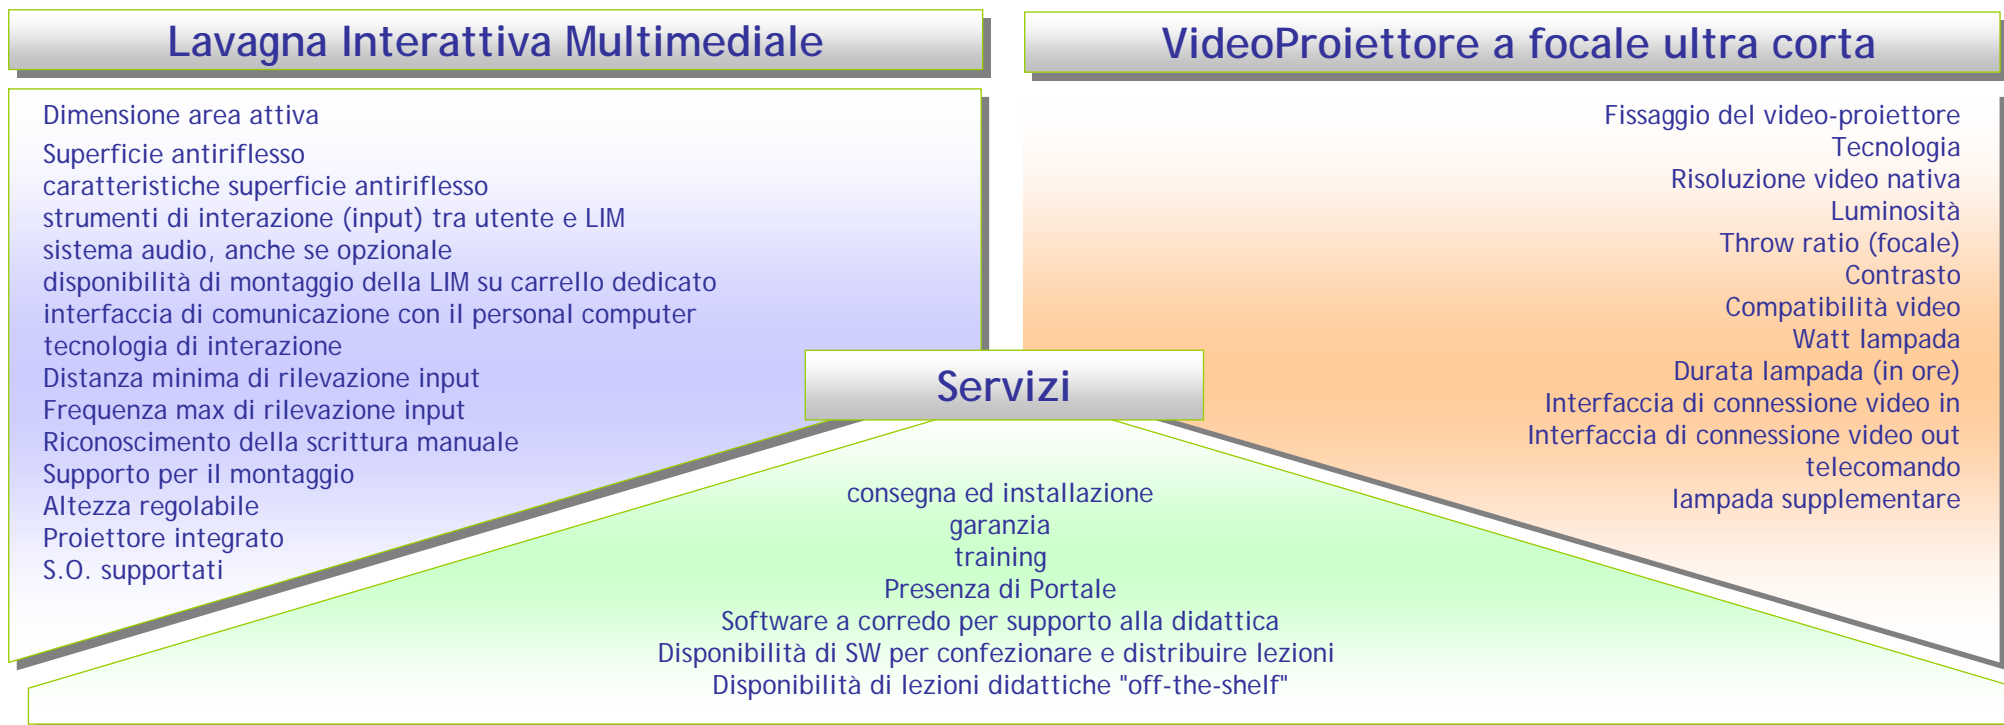 Lavagna Interattiva Multimediale
Dimensione area attiva
Superficie antiriflesso
caratteristiche superficie antiriflesso
strumenti di interazione (input) tra utente e LIM
sistema audio, anche se opzionale
disponibilità di montaggio della LIM su carrello dedicato
interfaccia di comunicazione con il personal computer
tecnologia di interazione
Distanza minima di rilevazione input
Frequenza max di rilevazione input
Riconoscimento della scrittura manuale
Supporto per il montaggio
Altezza regolabile
Proiettore integrato
S.O. supportati
VideoProiettore a focale ultra corta
Fissaggio del video-proiettore
Tecnologia
Risoluzione video nativa
Luminosità
Throw ratio (focale)
Contrasto
Compatibilità video
Watt lampada
Durata lampada (in ore)
Interfaccia di connessione video in
Interfaccia di connessione video out
telecomando
lampada supplementare
Servizi
consegna ed installazione
garanzia
training
Presenza di Portale
Software a corredo per supporto alla didattica
Disponibilità di SW per confezionare e distribuire lezioni
Disponibilità di lezioni didattiche "off-the-shelf"